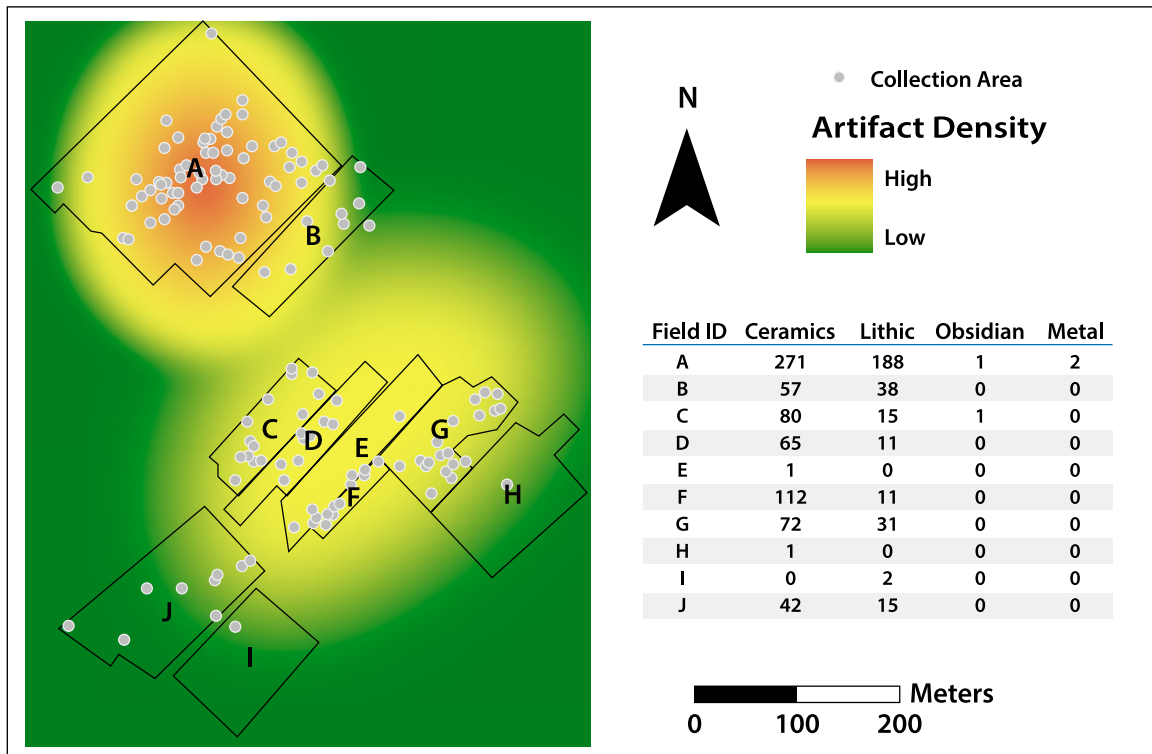 A
B
C
D
E
G
F
H
J
I
N
Collection Area
Artifact Density
High
Low
Field ID Ceramics Lithic Obsidian Metal
A 271 188 1 2
B 57 38 0 0
C 80 15 1 0
D 65 11 0 0
E 1 0 0 0
F 112 11 0 0
G 72 31 0 0
H 1 0 0 0
I 0 2 0 0
J 42 15 0 0
Meters
0 100 200